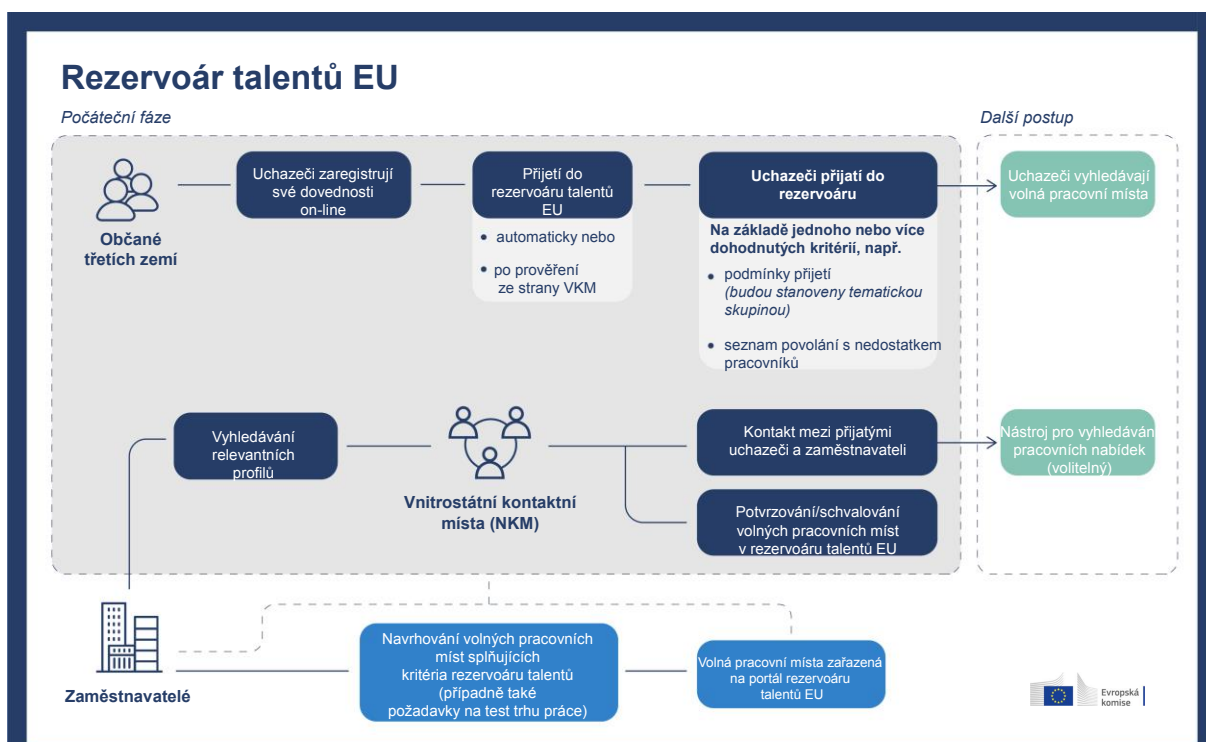 Rezervoár talentů EU
Počáteční fáze
Další postup
Občané
třetích zemí
Uchazeči zaregistrují
své dovednosti
on-line
Přijetí do
rezervoáru talentů
EU
• automaticky nebo
• po prověření
ze strany VKM
Uchazeči přijatí do
rezervoáru
Na základě jednoho nebo více
dohodnutých kritérií, např.
• podmínky přijetí
(budou stanoveny tematickou
skupinou)
• seznam povolání s nedostatkem
pracovníků
Uchazeči vyhledávají
volná pracovní místa
Vyhledávání
relevantních
profilů
Vnitrostátní kontaktní
místa (NKM)
Kontakt mezi přijatými
uchazeči a zaměstnavateli
Potvrzování/schvalování
volných pracovních míst
v rezervoáru talentů EU
Nástroj pro vyhledáván
pracovních nabídek
(volitelný)
Zaměstnavatelé
Navrhování volných pracovních
míst splňujících
kritéria rezervoáru talentů
(případně také
požadavky na test trhu práce)
Volná pracovní místa zařazená
na portál rezervoáru
talentů EU
Evropská
komise